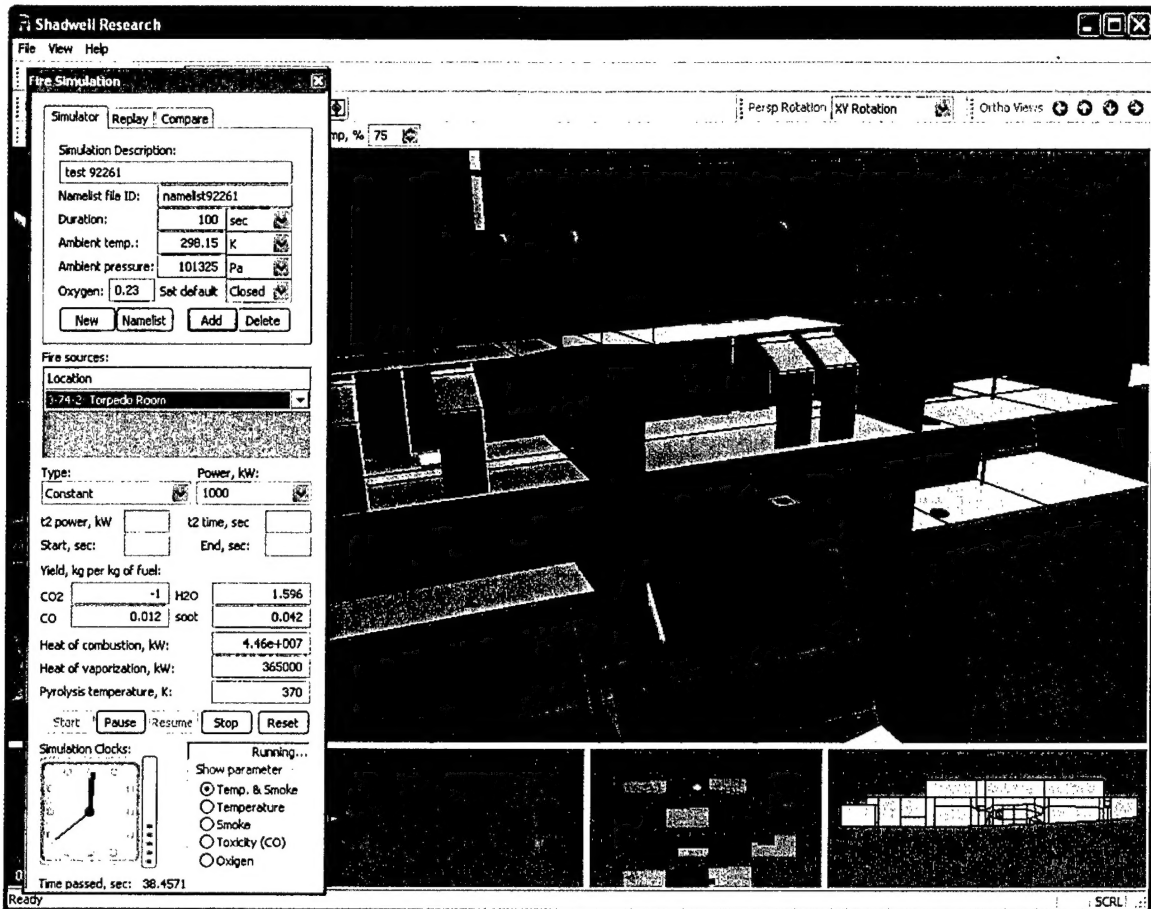 Shadwell Research
File View Help
Fire Simulation
Persp Rotation XY Rotation Ortho Views
Simulator Replay Compare
mp, % 75
Simulation Description:
test 92261
Namelist file ID: namelist92261
Duration: 100 sec
Ambient temp.: 298.15 K
Ambient pressure: 101325 Pa
Oxygen: 0.23 Set default Closed
New Namelist Add Delete
Fire sources:
Location
3-74-2 Torpedo Room
Type: Power, kW:
Constant 1000
t2 power, kW t2 time, sec
Start, sec: End, sec:
Yield, kg per kg of fuel:
CO2 -1 H2O 1.596
CO 0.012 soot 0.042
Heat of combustion, kW: 4.46e+007
Heat of vaporization, kW: 365000
Pyrolysis temperature, K: 370
Start Pause Resume Stop Reset
Simulation Clocks: Running...
Show parameter
Temp. & Smoke
Temperature
Smoke
Toxicity (CO)
Oxigen
Time passed, sec: 38.4571
Ready SCRL